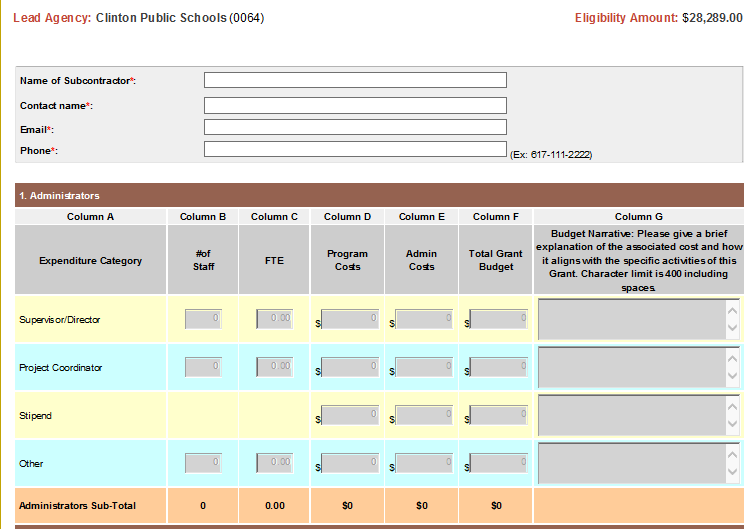 Lead Agency: Clinton Public Schools (0064) Eligibility Amount: $28,289.00
Name of Subcontractor*:
Contact name*:
Email*:
Phone*: (Ex: 617-111-2222)
1. Administrators
Column A Column B Column C Column D Column E Column F Column G
Expenditure Category
#of
Staff
FTE
Program
Costs
Admin
Costs
Total Grant
Budget
Budget Narrative: Please give a brief
explanation of the associated cost and how
it aligns with the specific activities of this
Grant. Character limit is 400 including
spaces.
Supervisor/Director 0 0.00 $ 0 $ 0 $ 0
Project Coordinator 0 0.00 $ 0 $ 0 $ 0
Stipend $ 0 $ 0 $ 0
Other 0 0.00 $ 0 $ 0 $ 0
Administrators Sub-Total 0 0.00 $0 $0 $0